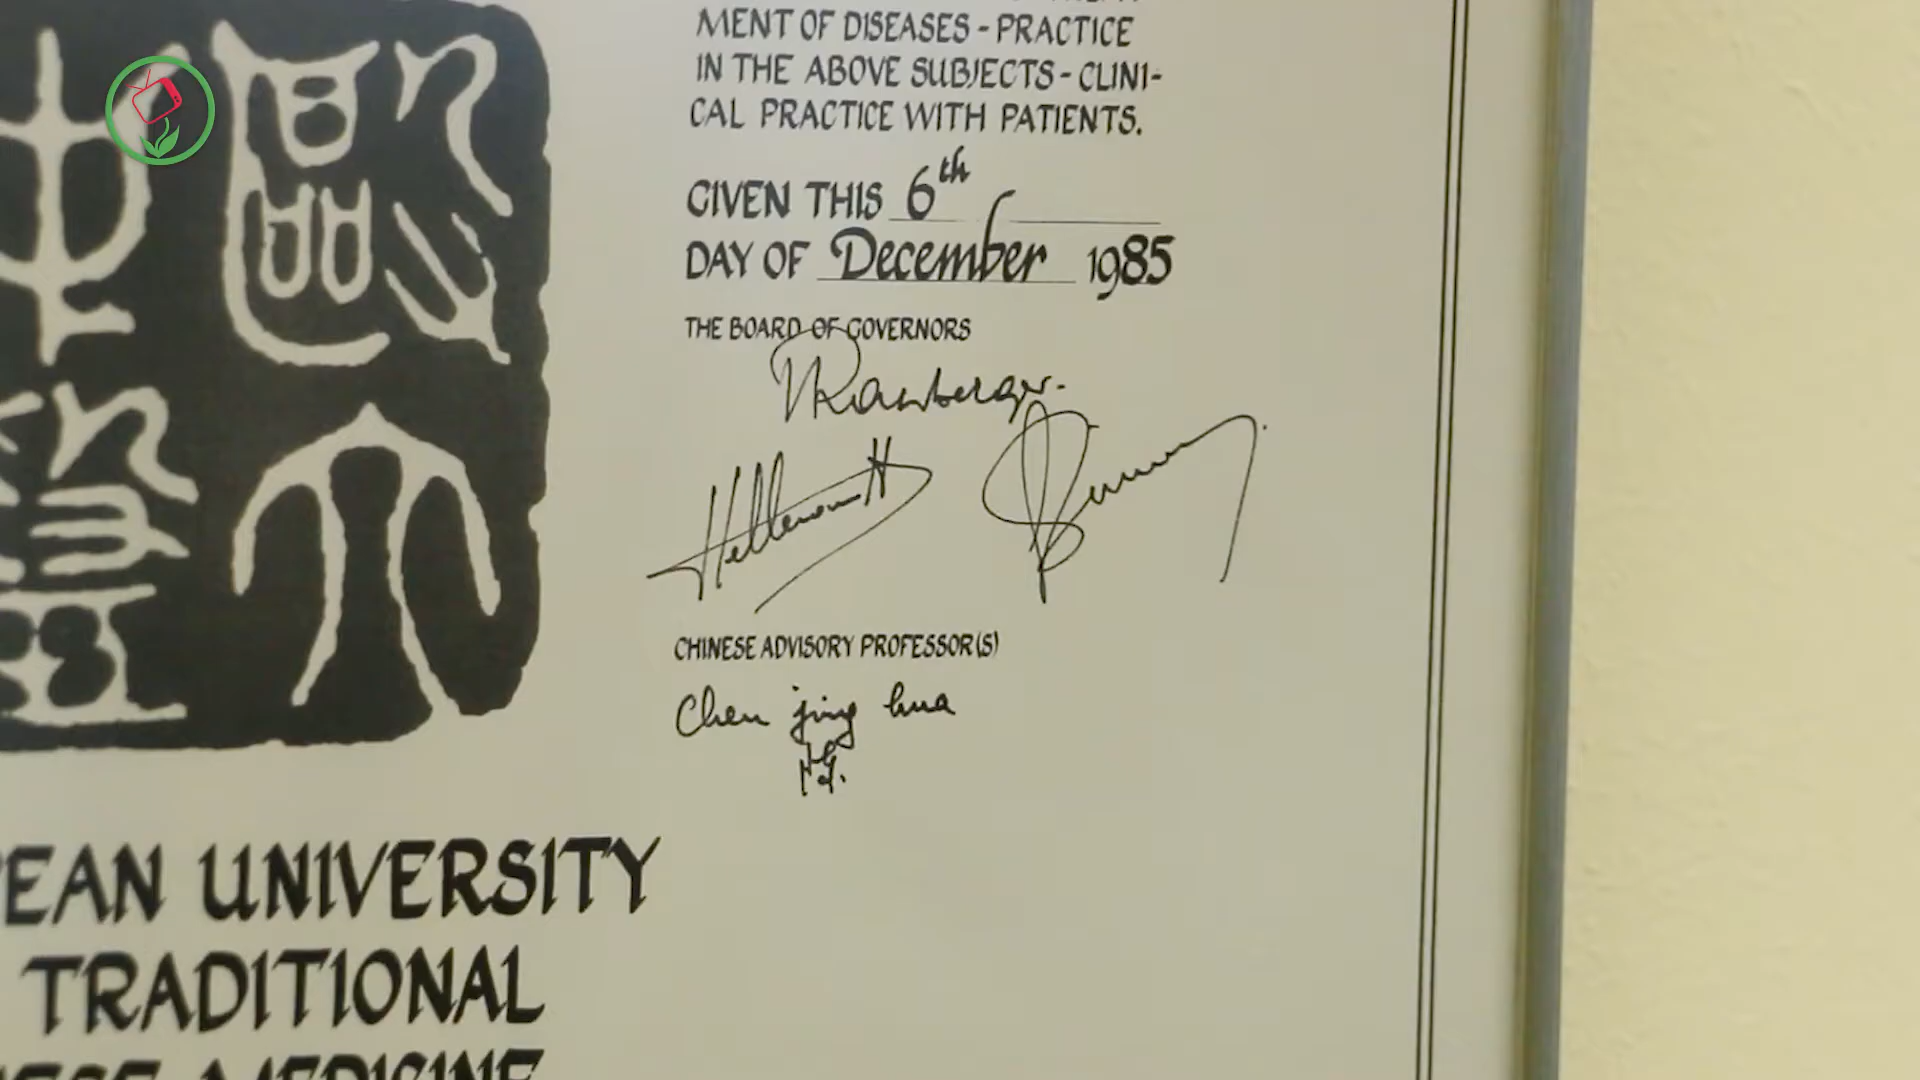 MENT OF DISEASES - PRACTICE
IN THE ABOVE SUBJECTS - CLINI-
CAL PRACTICE WITH PATIENTS.
GIVEN THIS 6th
DAY OF December 1985
THE BOARD OF GOVERNORS
CHINESE ADVISORY PROFESSOR(S)
Chen jing hua
EAN UNIVERSITY
TRADITIONAL
MEDICINE